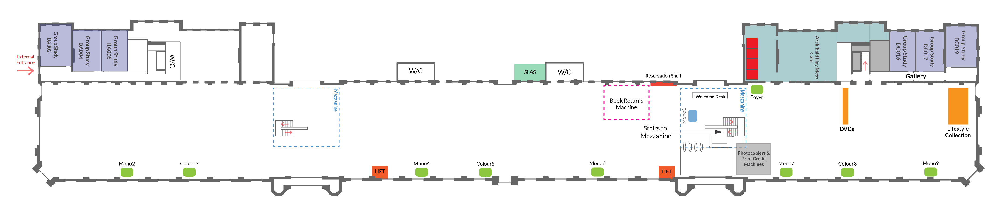 External
Entrance
Group Study
DA002
Group Study
DA004
Group Study
DA005
W/C
W/C
SLAS
W/C
Reservation Shelf
Archibald Hay Mess
Café
Group Study
DC016
Group Study
DC017
Group Study
DC019
Gallery
Mezzanine
Book Returns
Machine
Welcome Desk
Mezzanine
Foyer
Mono1
Stairs to
Mezzanine
DVDs
Lifestyle
Collection
Photocopiers &
Print Credit
Machines
Mono2
Colour3
LIFT
Mono4
Colour5
Mono6
LIFT
Mono7
Colour8
Mono9